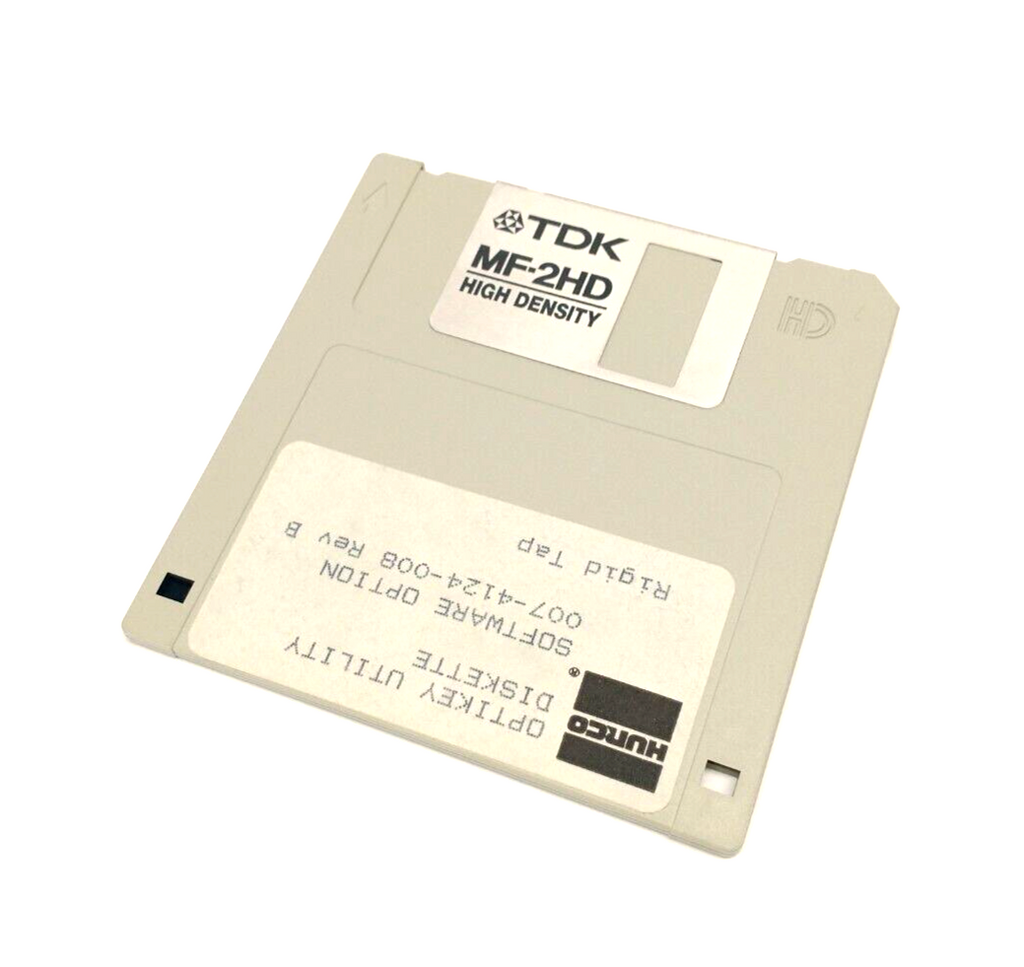 TDK
MF-2HD
HIGH DENSITY
HD
HURCO®
OPTIKEY UTILITY
DISKETTE
SOFTWARE OPTION
007-4124-008 Rev B
Rigid Tap